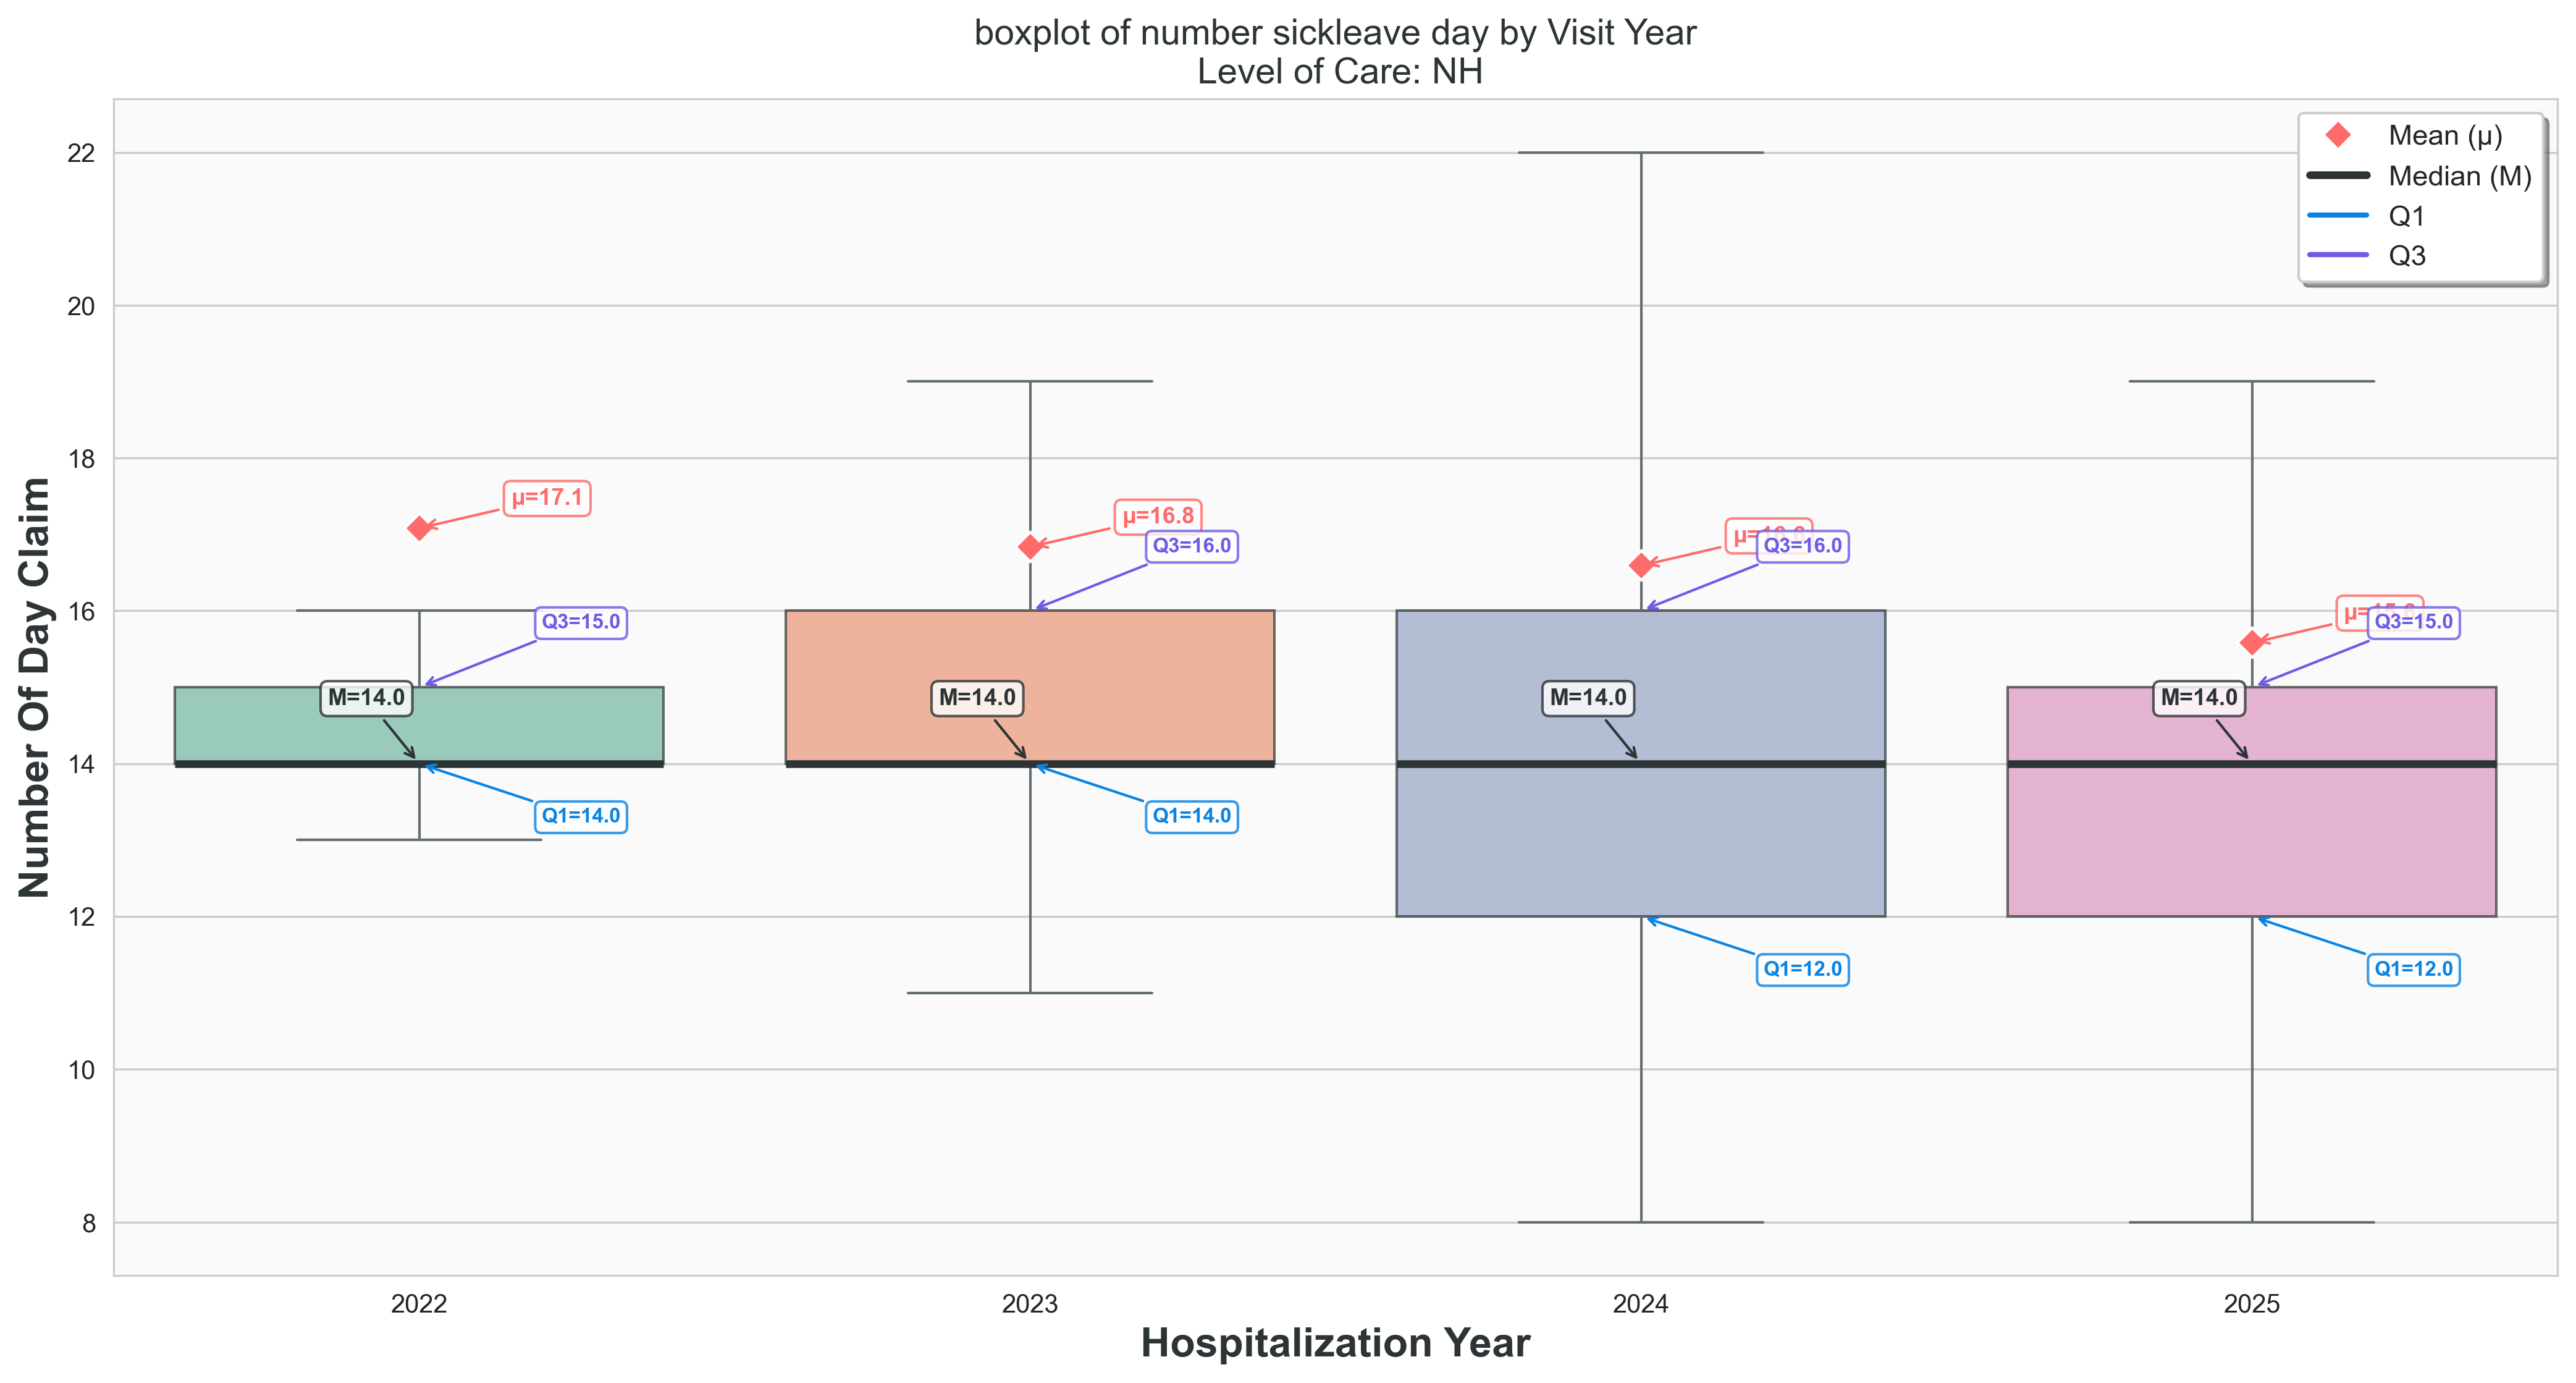 boxplot of number sickleave day by Visit Year
Level of Care: NH
Mean (μ)
Median (M)
Q1
Q3
Number Of Day Claim
22
20
18
16
14
12
10
8
μ=17.1
Q3=15.0
M=14.0
Q1=14.0
μ=16.8
Q3=16.0
M=14.0
Q1=14.0
Q3=16.0
M=14.0
Q1=12.0
Q3=15.0
M=14.0
Q1=12.0
2022
2023
2024
2025
Hospitalization Year